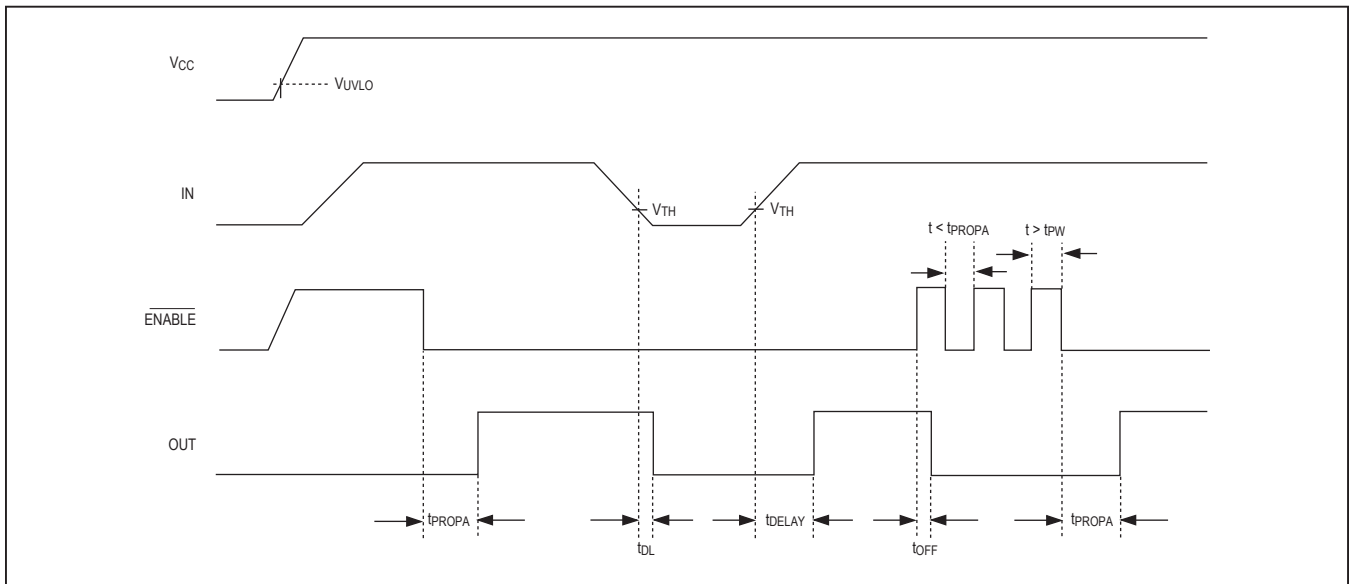 VCC
VUVLO
IN
VTH
VTH
t < tPROPA
t > tPW
ENABLE
OUT
tPROPA
tDL
tDELAY
tOFF
tPROPA